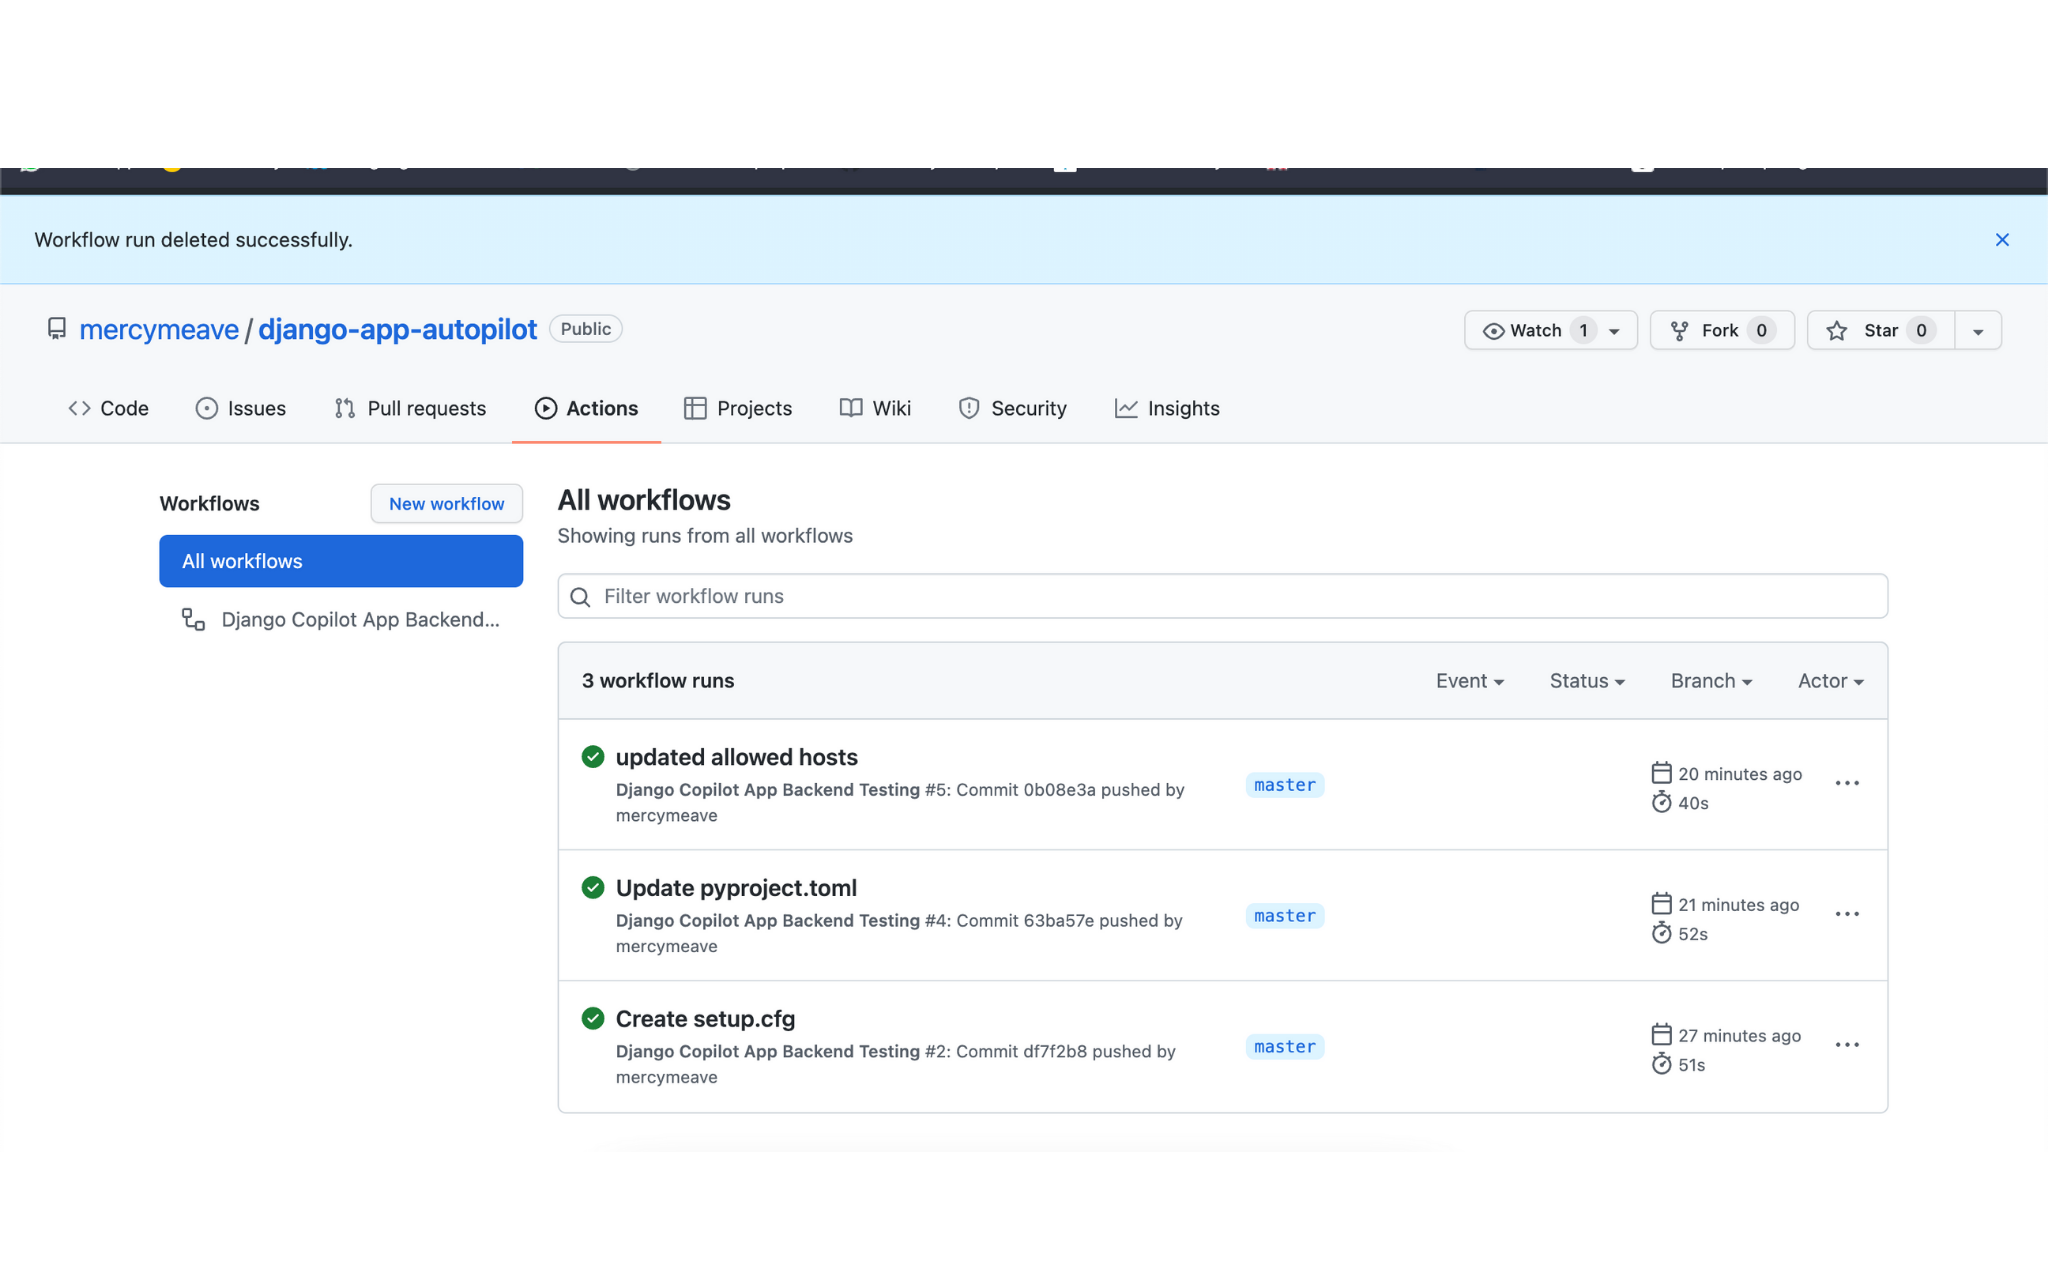 Workflow run deleted successfully.
mercymeave / django-app-autopilot Public
Watch 1 Fork 0 Star 0
Code Issues Pull requests Actions Projects Wiki Security Insights
Workflows New workflow
All workflows
Django Copilot App Backend...
All workflows
Showing runs from all workflows
Filter workflow runs
3 workflow runs Event Status Branch Actor
updated allowed hosts
Django Copilot App Backend Testing #5: Commit 0b08e3a pushed by
mercymeave
master
20 minutes ago
40s
Update pyproject.toml
Django Copilot App Backend Testing #4: Commit 63ba57e pushed by
mercymeave
master
21 minutes ago
52s
Create setup.cfg
Django Copilot App Backend Testing #2: Commit df7f2b8 pushed by
mercymeave
master
27 minutes ago
51s